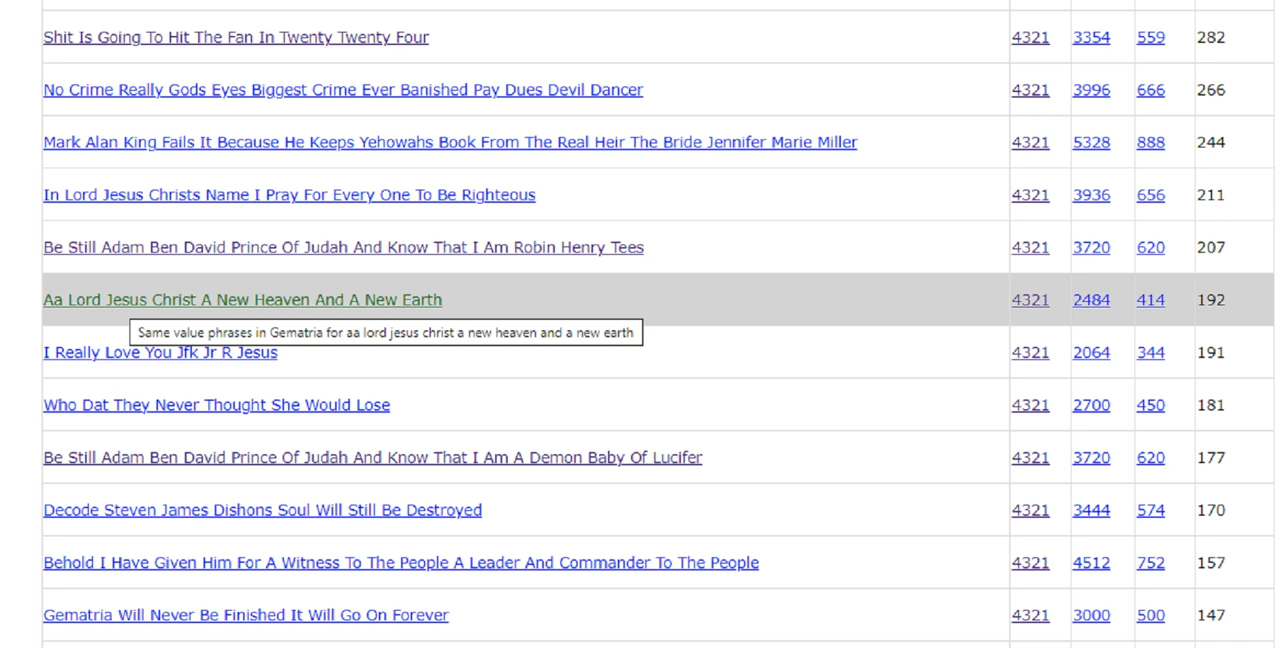 Shit Is Going To Hit The Fan In Twenty Twenty Four 4321 3354 559 282
No Crime Really Gods Eyes Biggest Crime Ever Banished Pay Dues Devil Dancer 4321 3996 666 266
Mark Alan King Fails It Because He Keeps Yehowahs Book From The Real Heir The Bride Jennifer Marie Miller 4321 5328 888 244
In Lord Jesus Christs Name I Pray For Every One To Be Righteous 4321 3936 656 211
Be Still Adam Ben David Prince Of Judah And Know That I Am Robin Henry Tees 4321 3720 620 207
Aa Lord Jesus Christ A New Heaven And A New Earth 4321 2484 414 192
Same value phrases in Gematria for aa lord jesus christ a new heaven and a new earth
I Really Love You Jfk Jr R Jesus 4321 2064 344 191
Who Dat They Never Thought She Would Lose 4321 2700 450 181
Be Still Adam Ben David Prince Of Judah And Know That I Am A Demon Baby Of Lucifer 4321 3720 620 177
Decode Steven James Dishons Soul Will Still Be Destroyed 4321 3444 574 170
Behold I Have Given Him For A Witness To The People A Leader And Commander To The People 4321 4512 752 157
Gematria Will Never Be Finished It Will Go On Forever 4321 3000 500 147